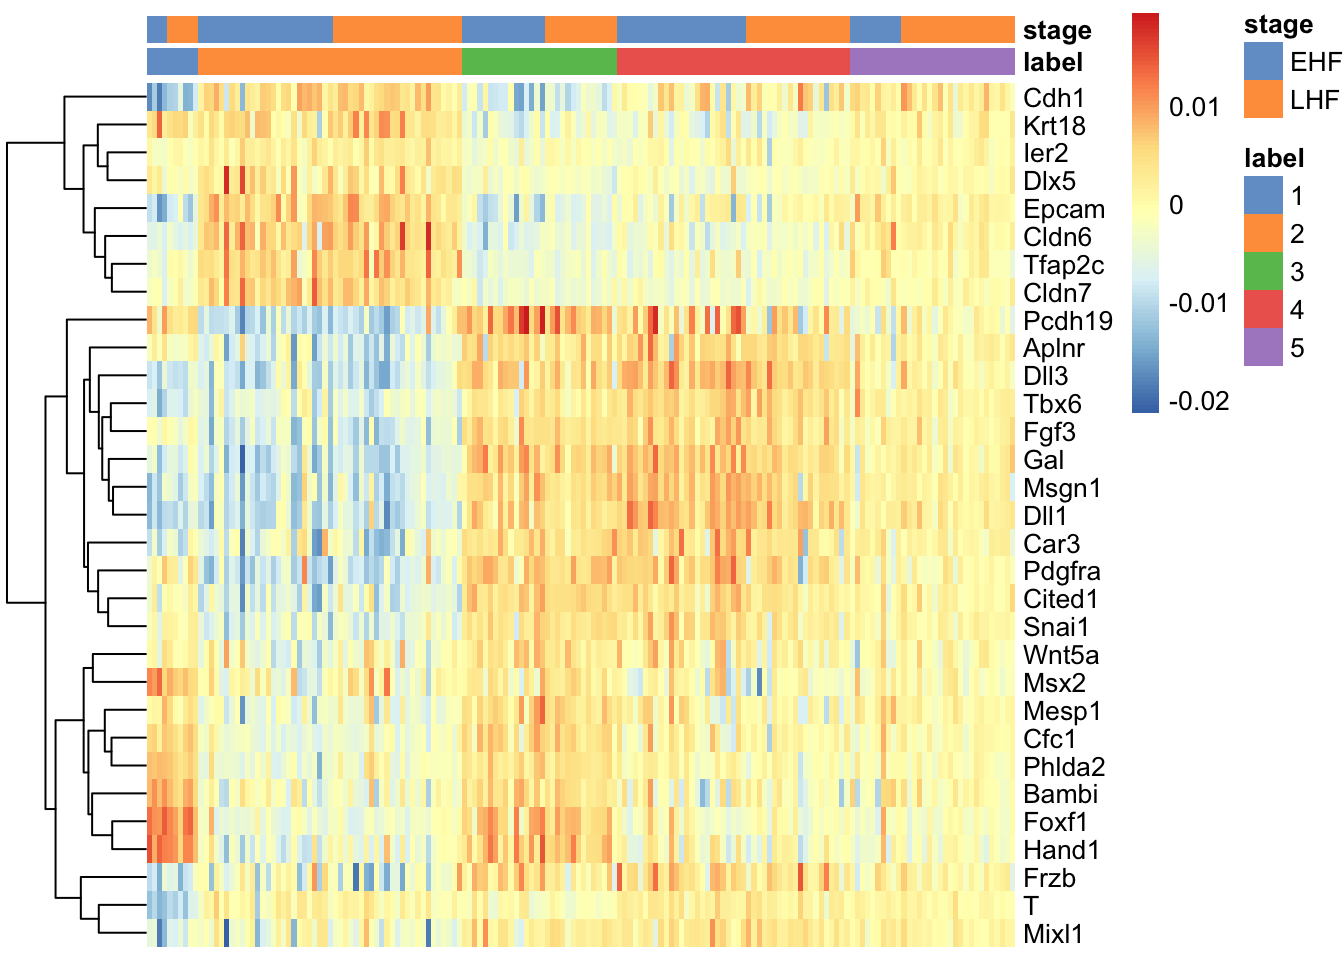 stage
label
Cdh1
Krt18
Ier2
Dlx5
Epcam
Cldn6
Tfap2c
Cldn7
Pcdh19
Aplnr
Dll3
Tbx6
Fgf3
Gal
Msgn1
Dll1
Car3
Pdgfra
Cited1
Snai1
Wnt5a
Msx2
Mesp1
Cfc1
Phlda2
Bambi
Foxf1
Hand1
Frzb
T
Mixl1
0.01
0
-0.01
-0.02
stage
EHF
LHF
label
1
2
3
4
5